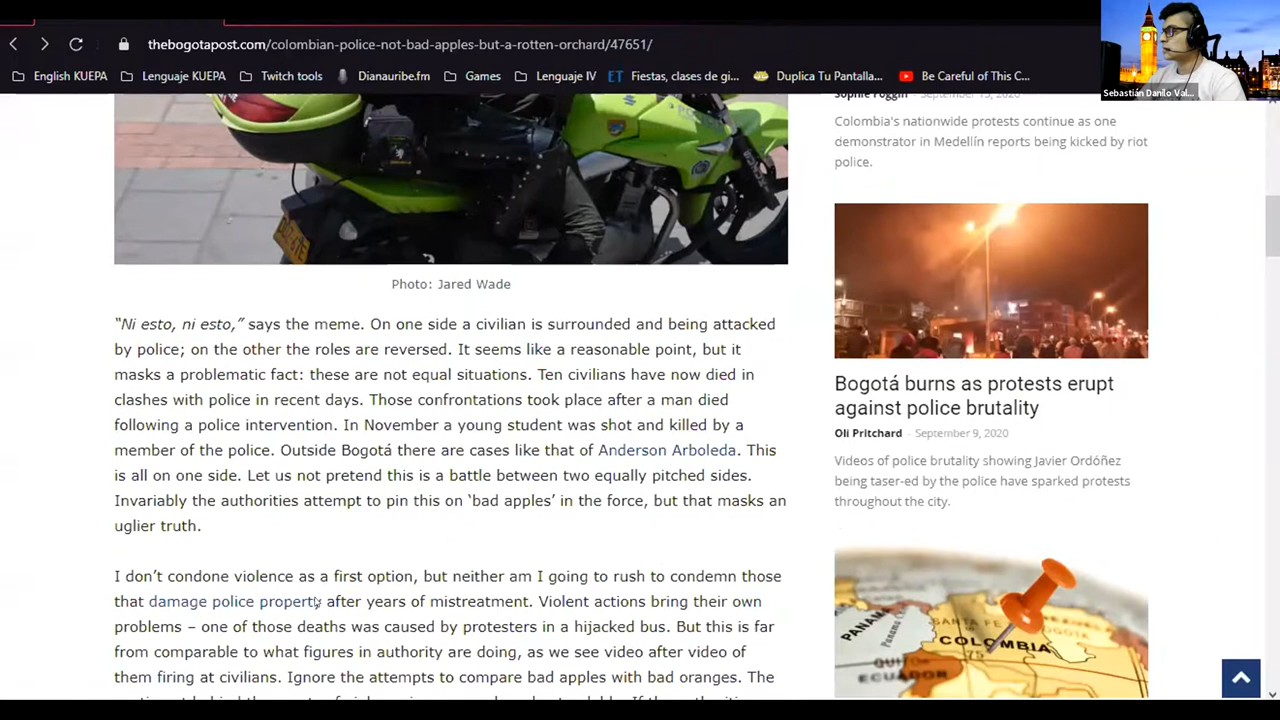 thebogotapost.com/colombian-police-not-bad-apples-but-a-rotten-orchard/47651/
English KUEPA
Lenguaje KUEPA
Twitch tools
Dianauribe.fm
Games
Lenguaje IV
ET Fiestas, clases de gi...
Duplica Tu Pantalla...
Be Careful of This C...
Sebastián Danilo Val...
Photo: Jared Wade
“Ni esto, ni esto,” says the meme. On one side a civilian is surrounded and being attacked
by police; on the other the roles are reversed. It seems like a reasonable point, but it
masks a problematic fact: these are not equal situations. Ten civilians have now died in
clashes with police in recent days. Those confrontations took place after a man died
following a police intervention. In November a young student was shot and killed by a
member of the police. Outside Bogotá there are cases like that of Anderson Arboleda. This
is all on one side. Let us not pretend this is a battle between two equally pitched sides.
Invariably the authorities attempt to pin this on ‘bad apples’ in the force, but that masks an
uglier truth.
I don’t condone violence as a first option, but neither am I going to rush to condemn those
that damage police property after years of mistreatment. Violent actions bring their own
problems – one of those deaths was caused by protesters in a hijacked bus. But this is far
from comparable to what figures in authority are doing, as we see video after video of
them firing at civilians. Ignore the attempts to compare bad apples with bad oranges. The
Sophie Foggin - September 15, 2020
Colombia's nationwide protests continue as one
demonstrator in Medellín reports being kicked by riot
police.
Bogotá burns as protests erupt
against police brutality
Oli Pritchard - September 9, 2020
Videos of police brutality showing Javier Ordóñez
being taser-ed by the police have sparked protests
throughout the city.
PANAMA
COLOMBIA
ECUADOR